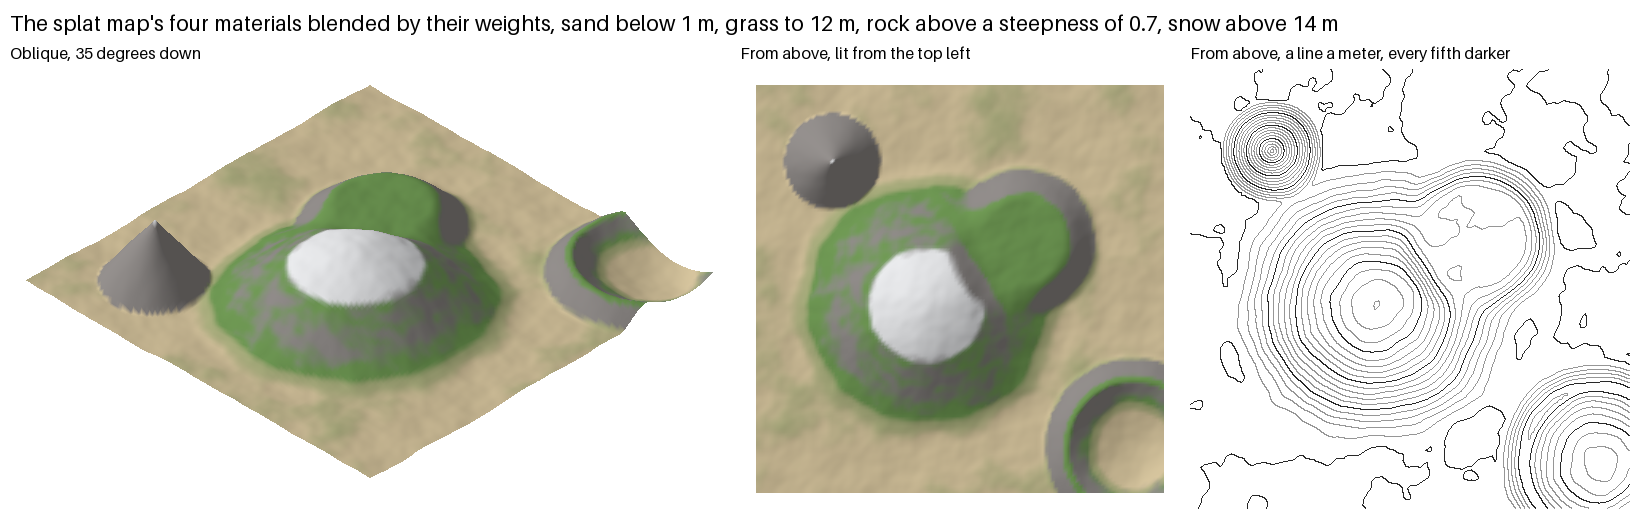 The splat map's four materials blended by their weights, sand below 1 m, grass to 12 m, rock above a steepness of 0.7, snow above 14 m
Oblique, 35 degrees down
From above, lit from the top left
From above, a line a meter, every fifth darker